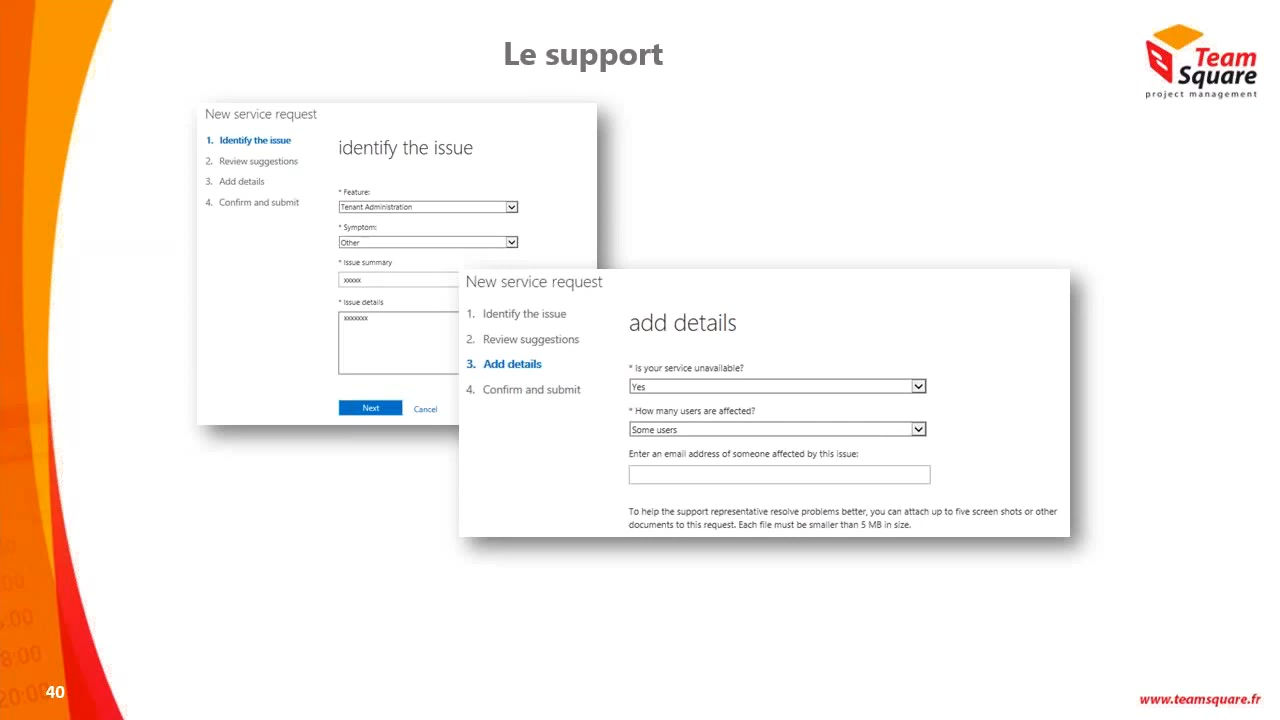 Le support
Team
Square
project management
New service request
1. Identify the issue
2. Review suggestions
3. Add details
4. Confirm and submit
identify the issue
* Feature:
Tenant Administration
* Symptom:
Other
* Issue summary
xxxxx
* Issue details
xxxxxxx
Next Cancel
New service request
1. Identify the issue
2. Review suggestions
3. Add details
4. Confirm and submit
add details
* Is your service unavailable?
Yes
* How many users are affected?
Some users
Enter an email address of someone affected by this issue:
To help the support representative resolve problems better, you can attach up to five screen shots or other
documents to this request. Each file must be smaller than 5 MB in size.
8:00
20:00
40
www.teamsquare.fr